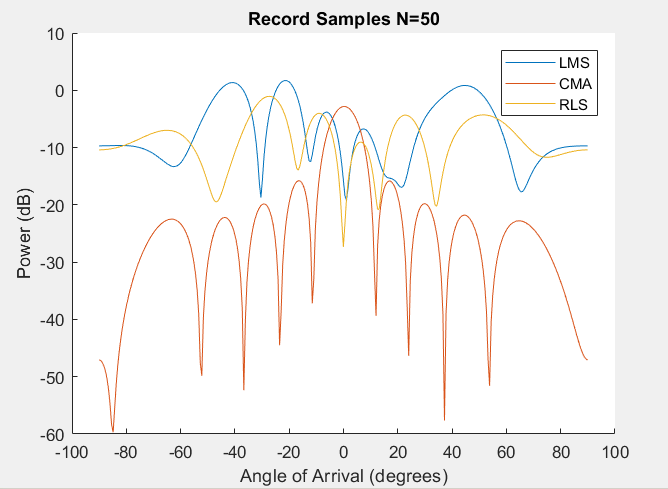 Record Samples N=50
LMS
CMA
RLS
Power (dB)
10
0
-10
-20
-30
-40
-50
-60
-100 -80 -60 -40 -20 0 20 40 60 80 100
Angle of Arrival (degrees)